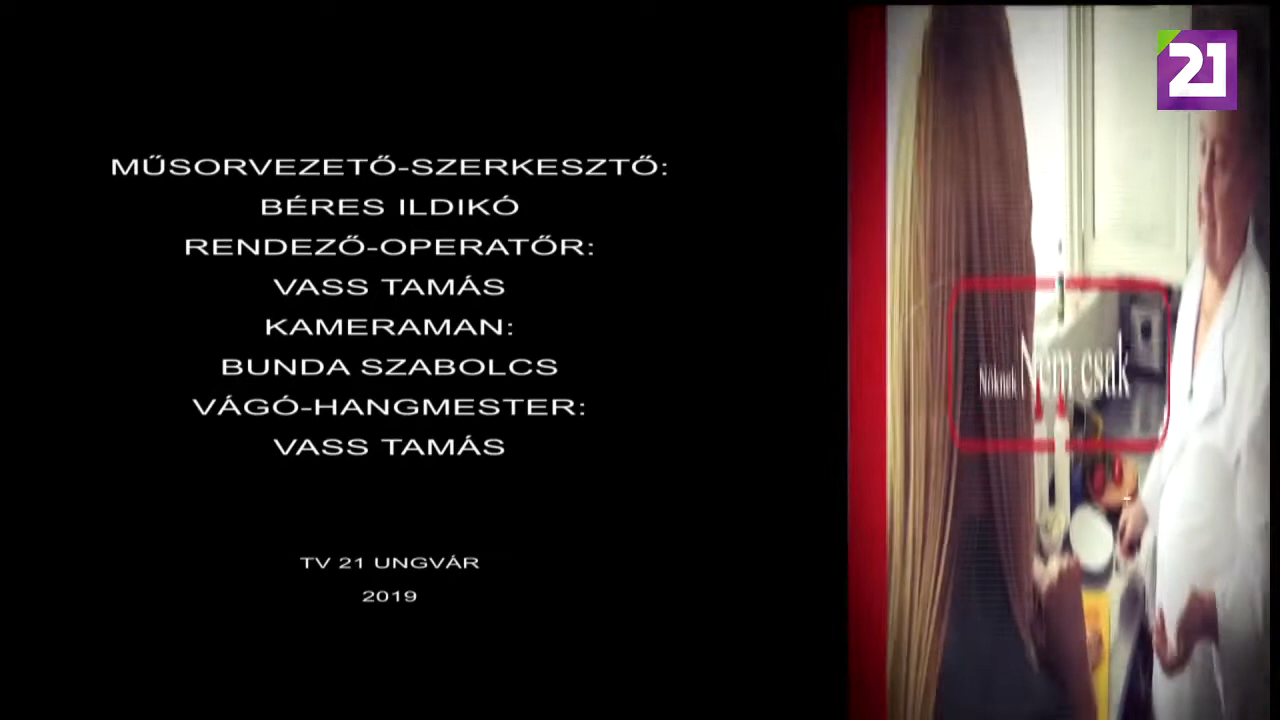 MŰSORVEZETŐ-SZERKESZTŐ:
BÉRES ILDIKÓ
RENDEZŐ-OPERATŐR:
VASS TAMÁS
KAMERAMAN:
BUNDA SZABOLCS
VÁGÓ-HANGMESTER:
VASS TAMÁS
TV 21 UNGVÁR
2019
21
Nőknek Nem csak